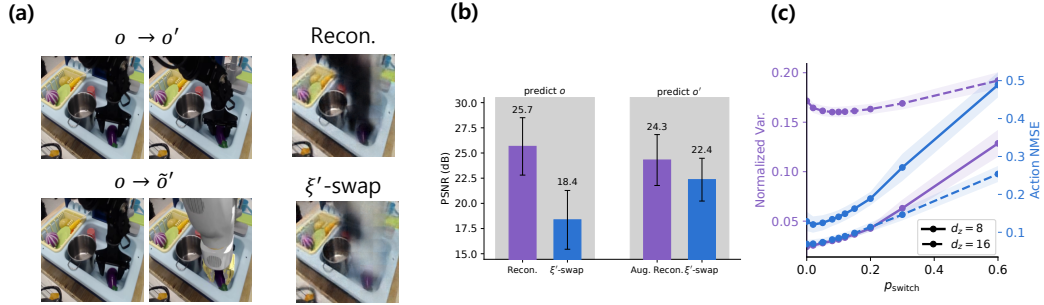 (a)
o → o′
Recon.
o → õ′
ξ′-swap
(b)
predict o
predict o′
PSNR (dB)
30.0
27.5
25.0
22.5
20.0
17.5
15.0
25.7
18.4
24.3
22.4
Recon.
ξ′-swap
Aug. Recon.
ξ′-swap
(c)
Normalized Var.
0.20
0.15
0.10
0.05
Action NMSE
0.5
0.4
0.3
0.2
0.1
d_z = 8
d_z = 16
0.0
0.2
0.4
0.6
p_switch